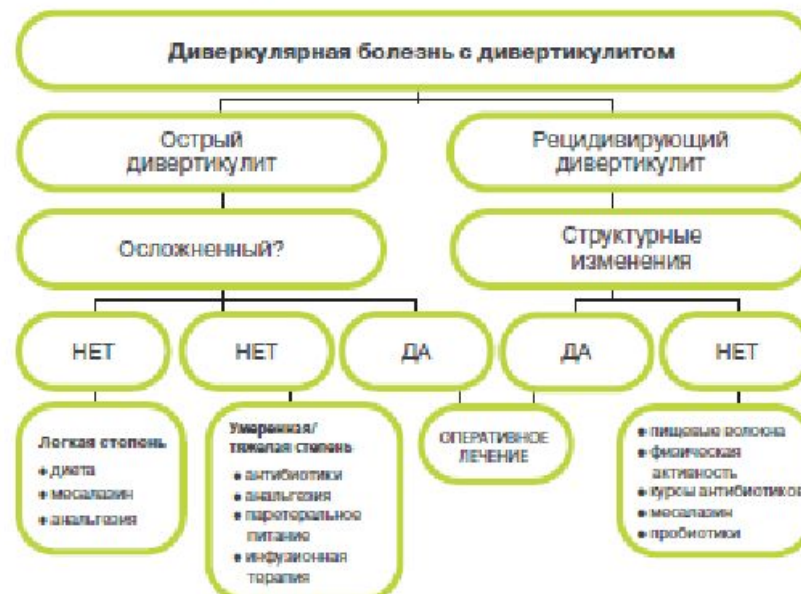 Диверкулярная болезнь с дивертикулитом
Острый
дивертикулит
Рецидивирующий
дивертикулит
Осложненный?
Структурные
изменения
НЕТ
НЕТ
ДА
ДА
НЕТ
Легкая степень
• диета
• месалазин
• анальгезия
Умеренная/
тяжелая степень
• антибиотики
• анальгезия
• паретеральное
питание
• инфузионная
терапия
ОПЕРАТИВНОЕ
ЛЕЧЕНИЕ
• пищевые волокна
• физическая
активность
• курсы антибиотиков
• месалазин
• пробиотики